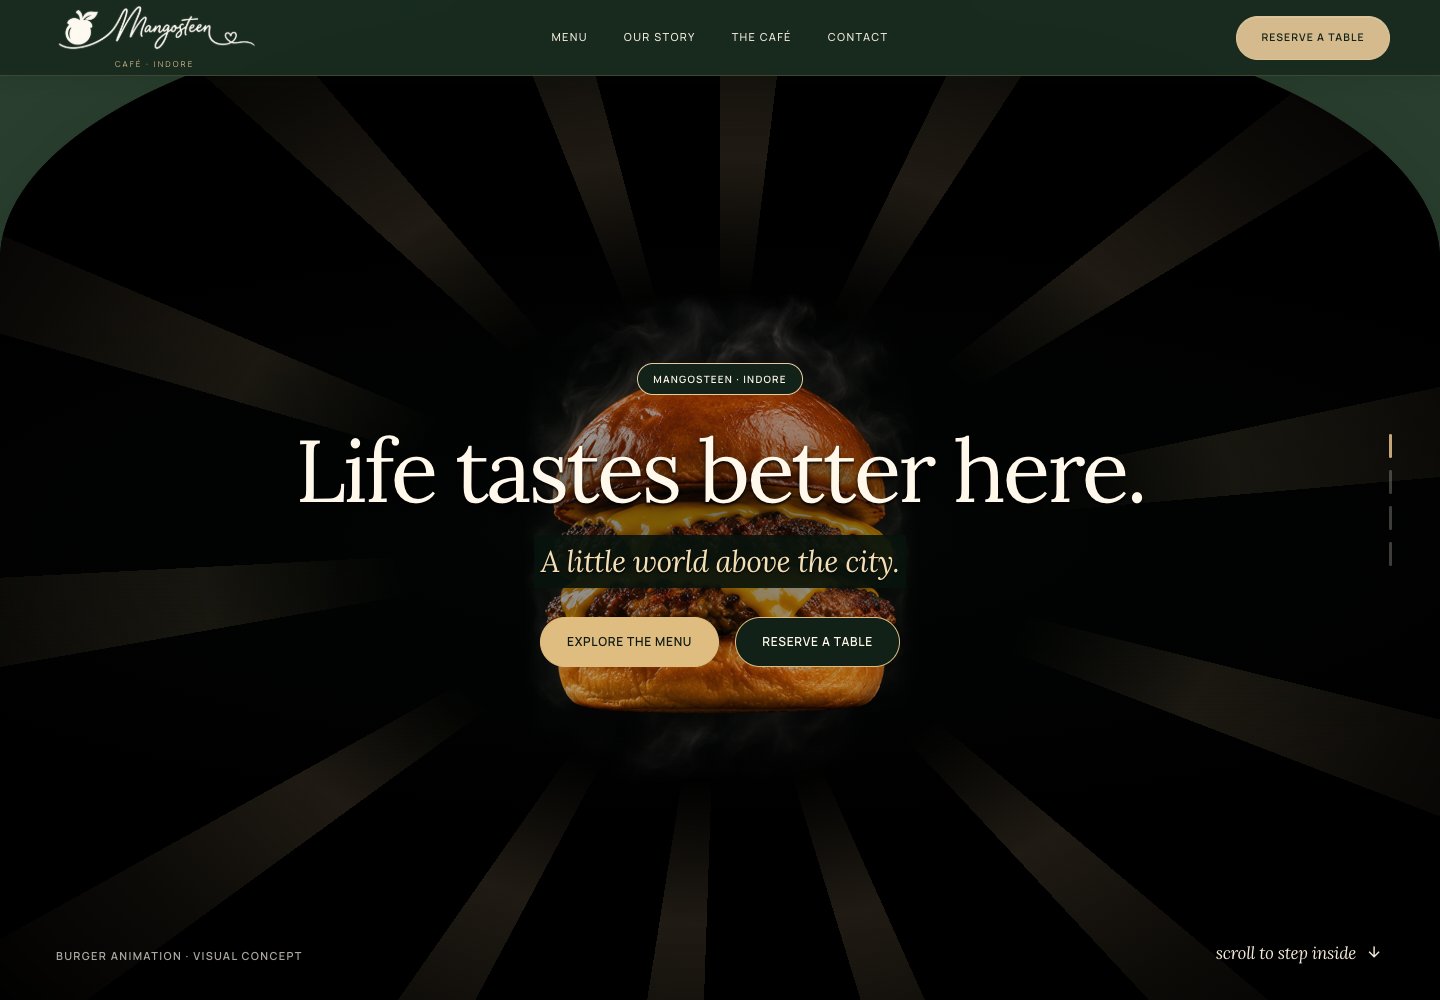 Mangosteen
CAFÉ · INDORE
MENU
OUR STORY
THE CAFÉ
CONTACT
RESERVE A TABLE
MANGOSTEEN · INDORE
Life tastes better here.
A little world above the city.
EXPLORE THE MENU
RESERVE A TABLE
BURGER ANIMATION · VISUAL CONCEPT
scroll to step inside